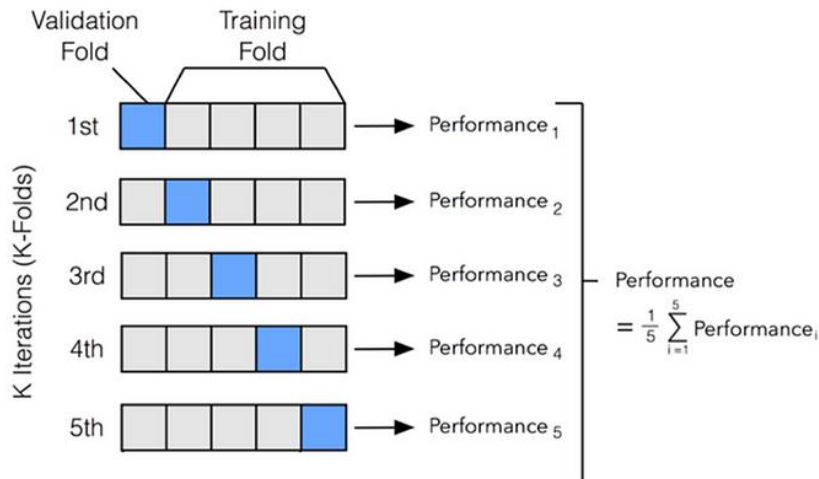 Validation
Fold
Training
Fold
K Iterations (K-Folds)
1st
Performance 1
2nd
Performance 2
3rd
Performance 3
4th
Performance 4
5th
Performance 5
Performance
= 1/5 5∑i=1 Performance i